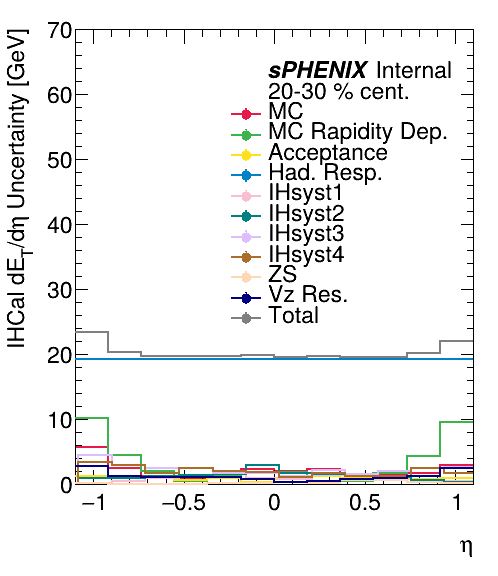 IHCal dE_T/dη Uncertainty [GeV]
70
60
50
40
30
20
10
0
sPHENIX Internal
20-30 % cent.
MC
MC Rapidity Dep.
Acceptance
Had. Resp.
IHsyst1
IHsyst2
IHsyst3
IHsyst4
ZS
Vz Res.
Total
−1 −0.5 0 0.5 1
η